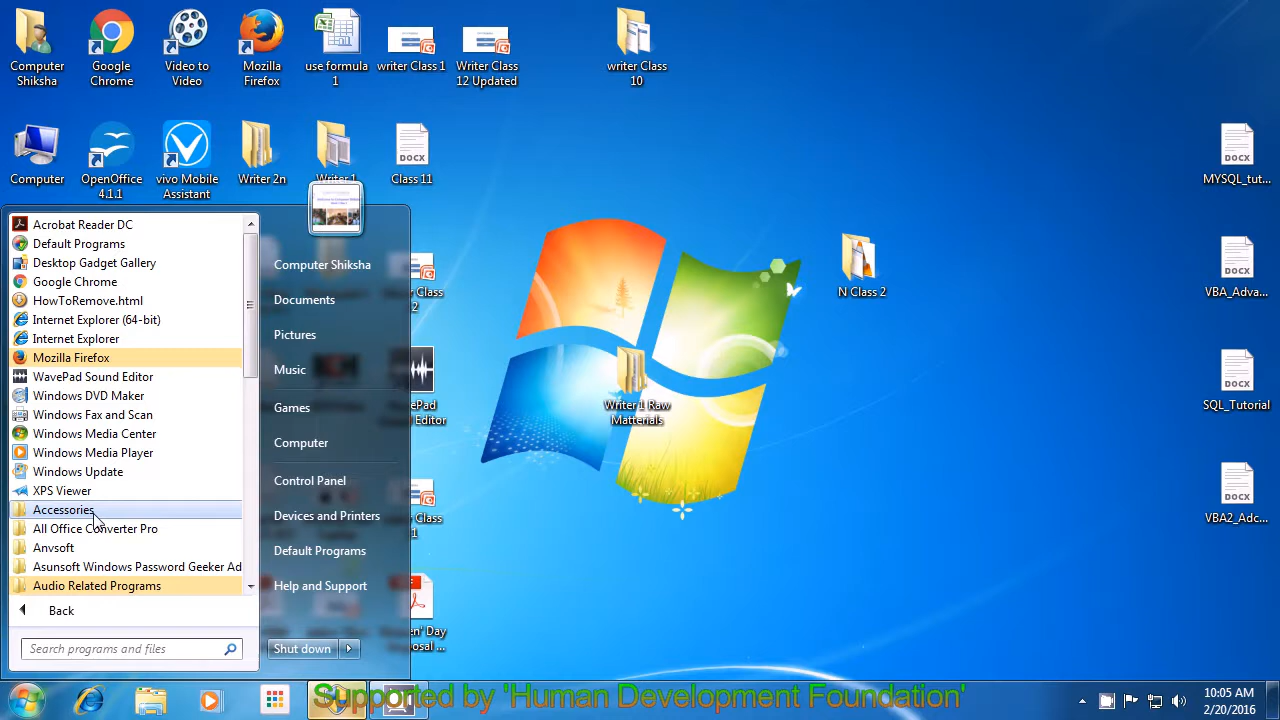 Computer
Shiksha
Google
Chrome
Video to
Video
Mozilla
Firefox
use formula
1
writer Class 1
Writer Class
12 Updated
writer Class
10
Computer
OpenOffice
4.1.1
vivo Mobile
Assistant
Writer 2n
Writer 1
DOCX
Class 11
DOCX
MYSQL_tut...
Acrobat Reader DC
Default Programs
Desktop Gadget Gallery
Google Chrome
HowToRemove.html
Internet Explorer (64-bit)
Internet Explorer
Mozilla Firefox
WavePad Sound Editor
Windows DVD Maker
Windows Fax and Scan
Windows Media Center
Windows Media Player
Windows Update
XPS Viewer
Accessories
All Office Converter Pro
Anvsoft
Asunsoft Windows Password Geeker Ad
Audio Related Programs
Back
Search programs and files
Computer Shiksha
Documents
Pictures
Music
Games
Computer
Control Panel
Devices and Printers
Default Programs
Help and Support
Shut down
Class
2
Editor
Class
1
Day
N Class 2
Writer 1 Raw
Matterials
DOCX
VBA_Adva...
DOCX
SQL_Tutorial
DOCX
VBA2_Adc...
Supported by 'Human Development Foundation'
10:05 AM
2/20/2016